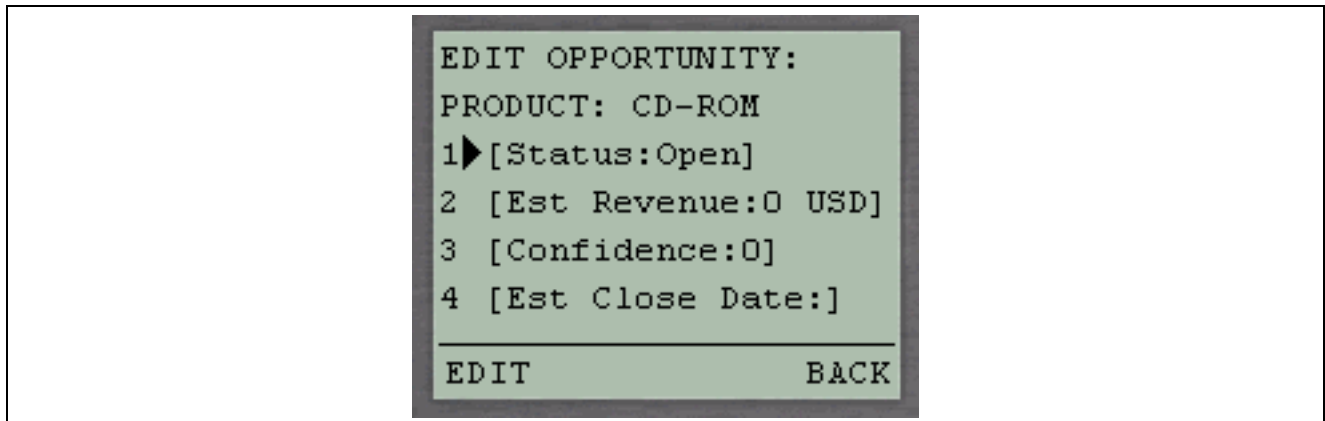 EDIT OPPORTUNITY:
PRODUCT: CD-ROM
1▶[Status:Open]
2 [Est Revenue:0 USD]
3 [Confidence:0]
4 [Est Close Date:]
EDIT BACK